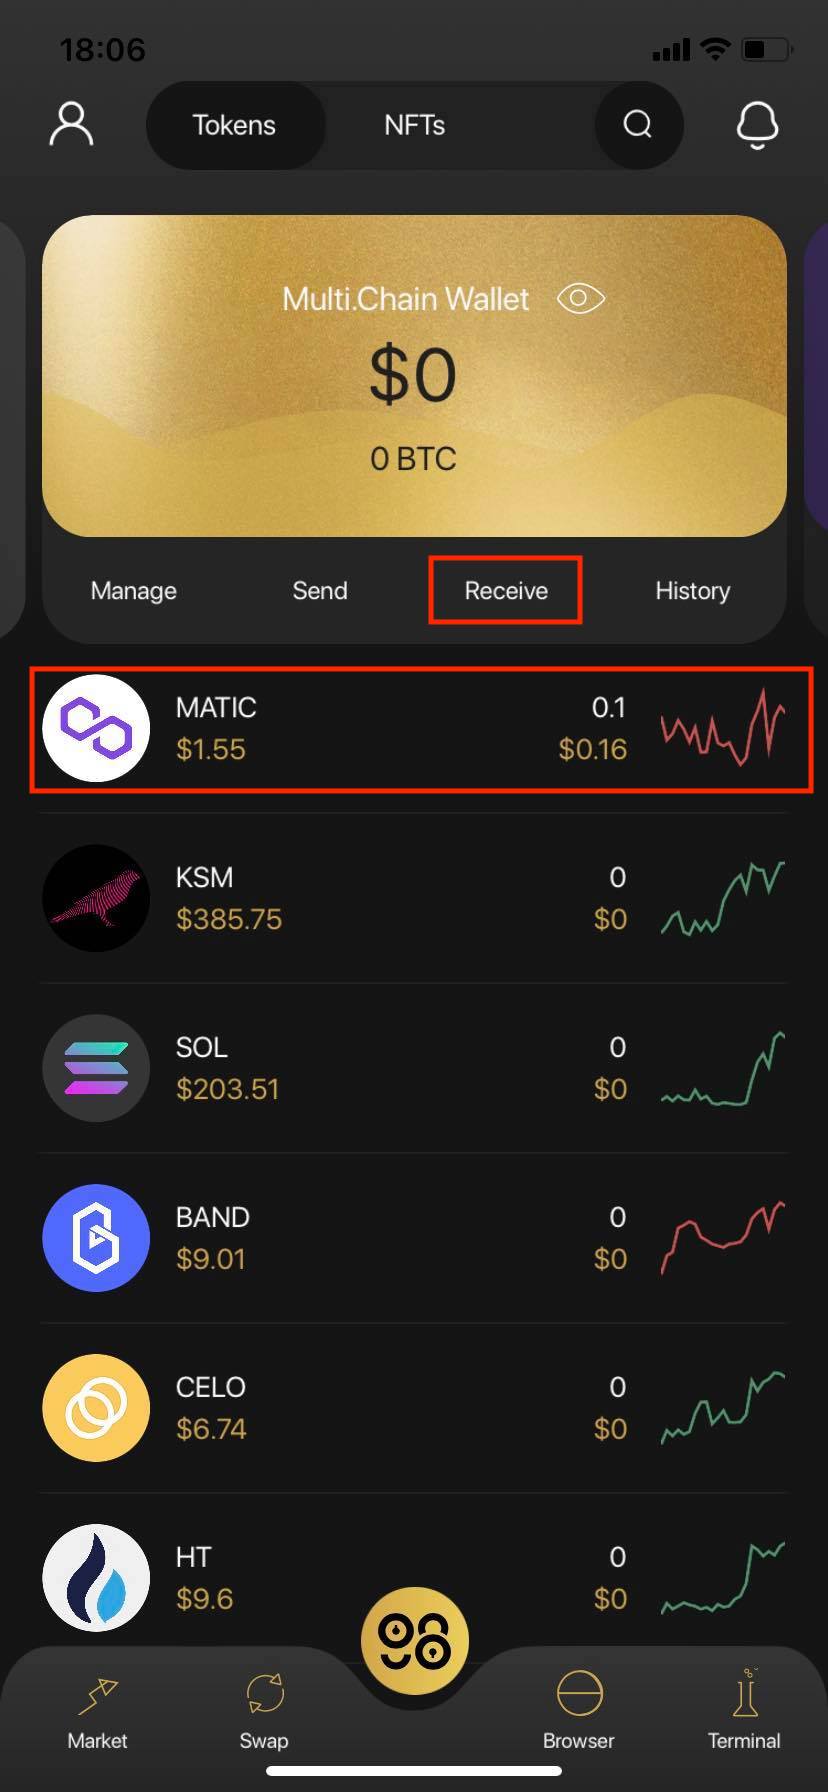 18:06
Tokens NFTs
Multi.Chain Wallet
$0
0 BTC
Manage Send Receive History
MATIC 0.1
$1.55 $0.16
KSM 0
$385.75 $0
SOL 0
$203.51 $0
BAND 0
$9.01 $0
CELO 0
$6.74 $0
HT 0
$9.6 $0
98
Market Swap Browser Terminal